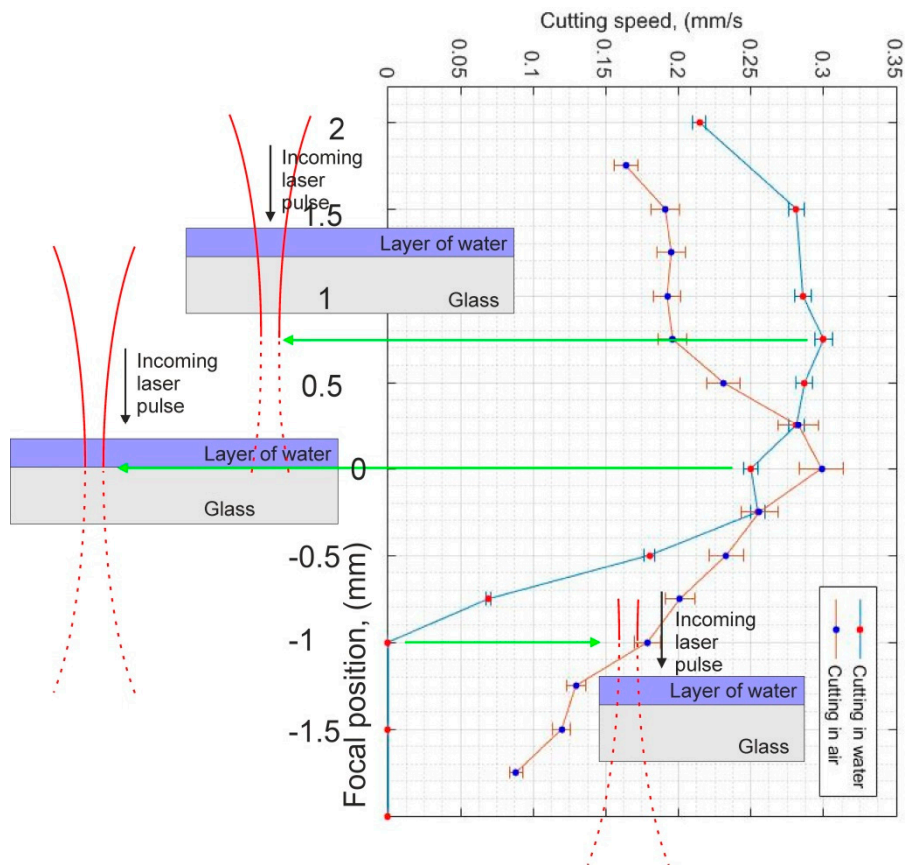 Cutting speed, (mm/s
0
0.05
0.1
0.15
0.2
0.25
0.3
0.35
2
1.5
1
0.5
0
-0.5
-1
-1.5
Focal position, (mm)
Incoming
laser
pulse
Layer of water
Glass
Incoming
laser
pulse
Layer of water
Glass
Incoming
laser
pulse
Layer of water
Glass
Cutting in water
Cutting in air